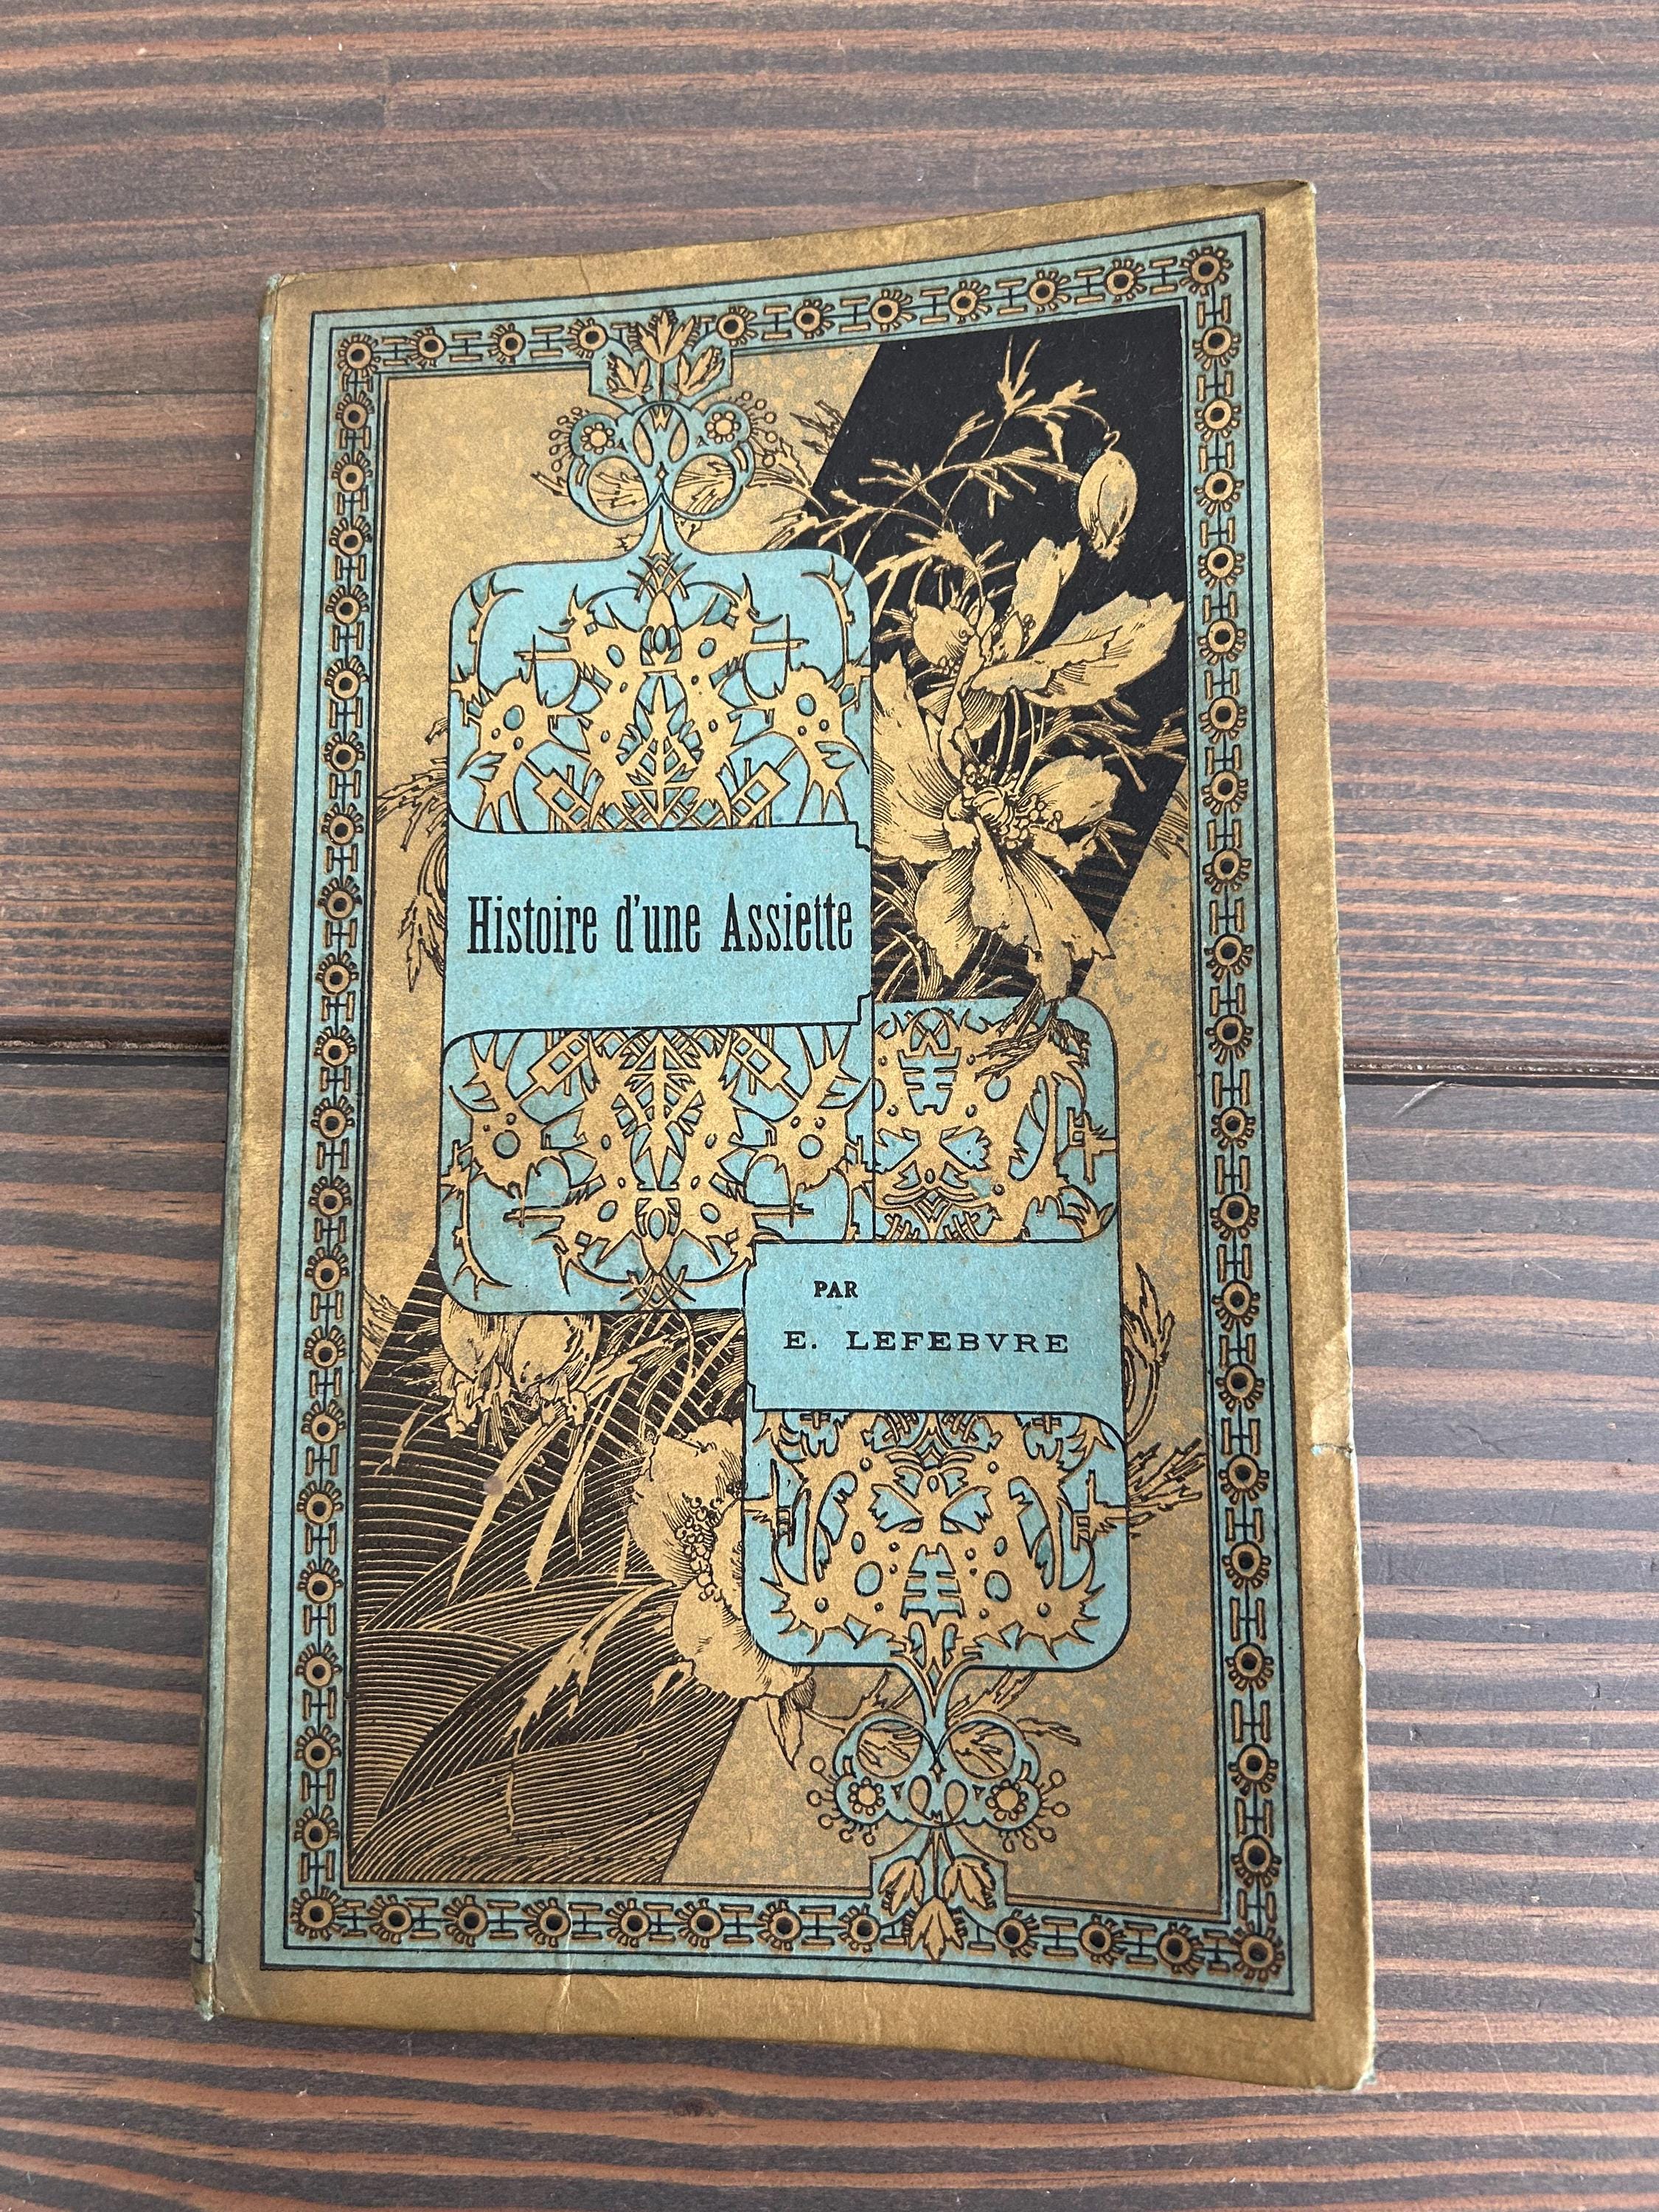 Histoire d'une Assiette
PAR
E. LEFEBVRE